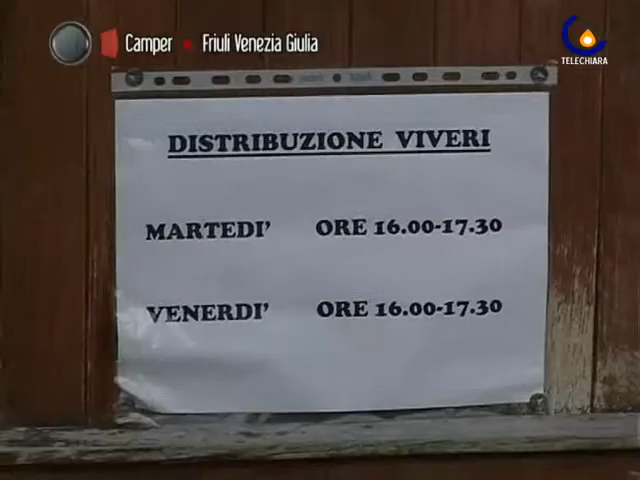 Camper • Friuli Venezia Giulia
TELECHIARA
DISTRIBUZIONE VIVERI
MARTEDI' ORE 16.00-17.30
VENERDI' ORE 16.00-17.30